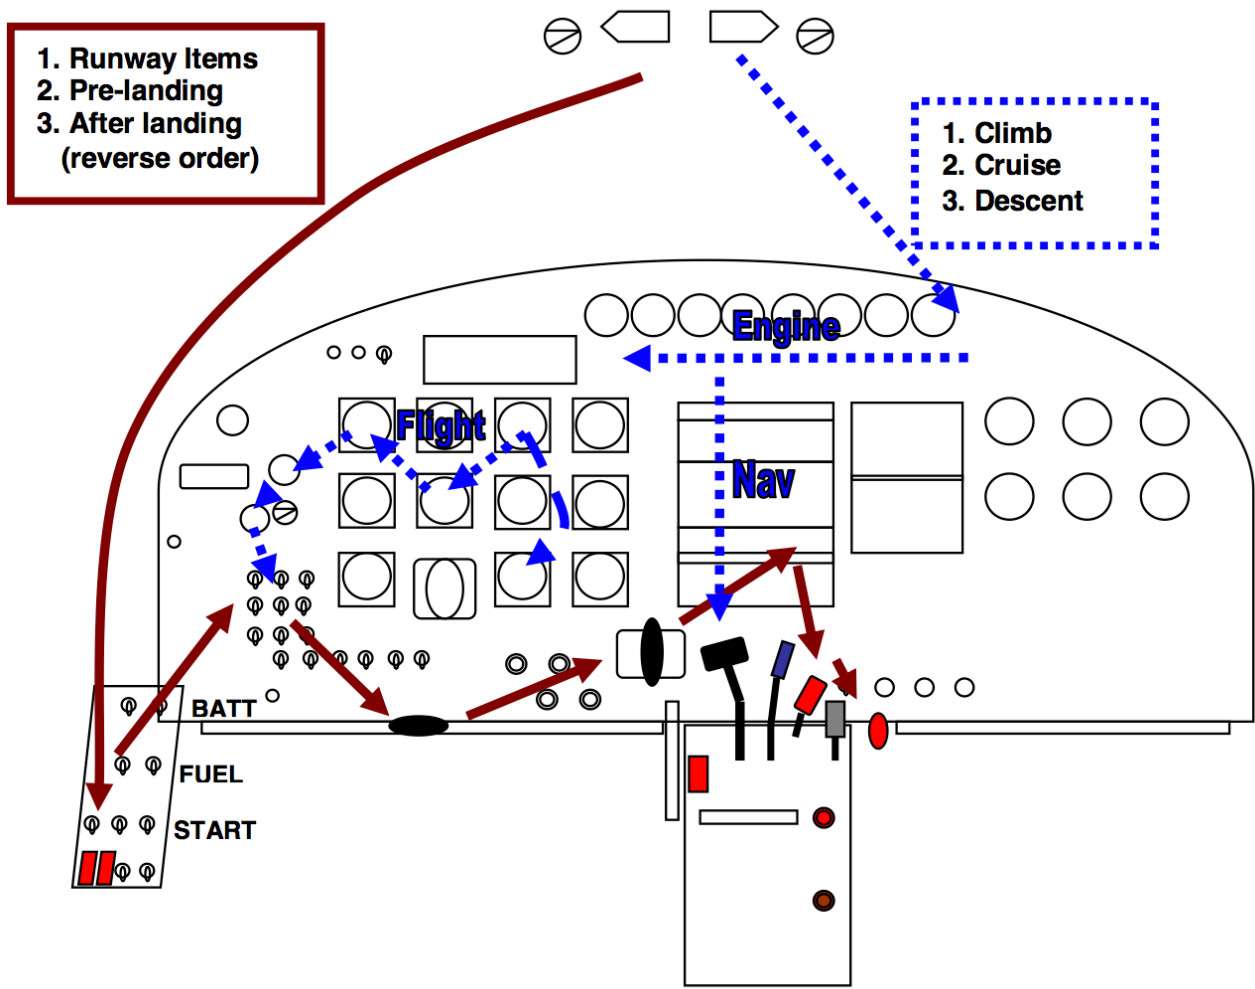 1. Runway Items
2. Pre-landing
3. After landing
(reverse order)
1. Climb
2. Cruise
3. Descent
Engine
Flight
Nav
BATT
FUEL
START